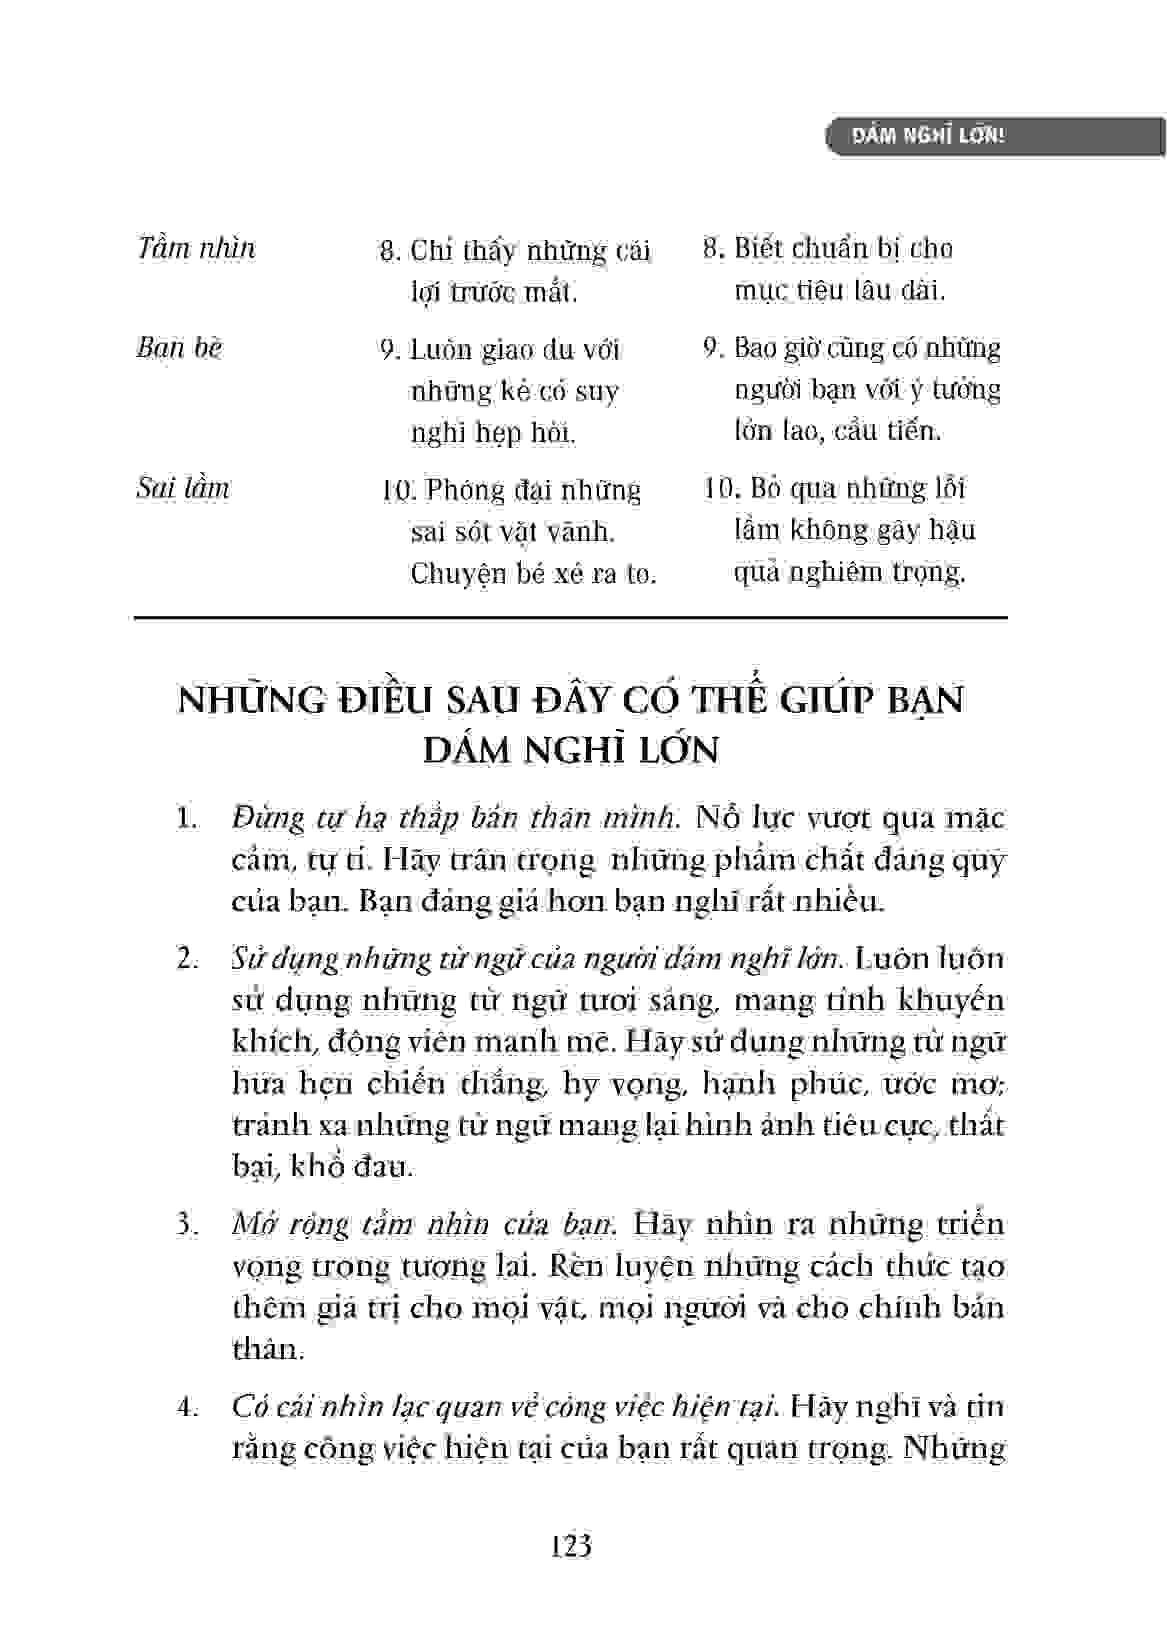 DÁM NGHĨ LỚN!
Tầm nhìn
8. Chỉ thấy những cái
lợi trước mắt.
8. Biết chuẩn bị cho
mục tiêu lâu dài.
Bạn bè
9. Luôn giao du với
những kẻ có suy
nghĩ hẹp hòi.
9. Bao giờ cũng có những
người bạn với ý tưởng
lớn lao, cầu tiến.
Sai lầm
10. Phóng đại những
sai sót vặt vãnh.
Chuyện bé xé ra to.
10. Bỏ qua những lỗi
lầm không gây hậu
quả nghiêm trọng.
NHỮNG ĐIỀU SAU ĐÂY CÓ THỂ GIÚP BẠN
DÁM NGHĨ LỚN
1. Đừng tự hạ thấp bản thân mình. Nỗ lực vượt qua mặc
cảm, tự ti. Hãy trân trọng những phẩm chất đáng quý
của bạn. Bạn đáng giá hơn bạn nghĩ rất nhiều.
2. Sử dụng những từ ngữ của người dám nghĩ lớn. Luôn luôn
sử dụng những từ ngữ tươi sáng, mang tính khuyến
khích, động viên mạnh mẽ. Hãy sử dụng những từ ngữ
hứa hẹn chiến thắng, hy vọng, hạnh phúc, ước mơ;
tránh xa những từ ngữ mang lại hình ảnh tiêu cực, thất
bại, khổ đau.
3. Mở rộng tầm nhìn của bạn. Hãy nhìn ra những triển
vọng trong tương lai. Rèn luyện những cách thức tạo
thêm giá trị cho mọi vật, mọi người và cho chính bản
thân.
4. Có cái nhìn lạc quan về công việc hiện tại. Hãy nghĩ và tin
rằng công việc hiện tại của bạn rất quan trọng. Những
123